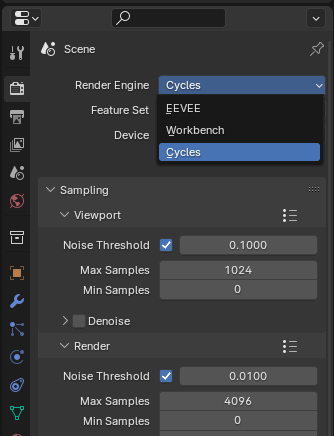 Scene
Render Engine Cycles
Feature Set EEVEE
Workbench
Device
Cycles
Sampling
Viewport
Noise Threshold 0.1000
Max Samples 1024
Min Samples 0
Denoise
Render
Noise Threshold 0.0100
Max Samples 4096
Min Samples 0